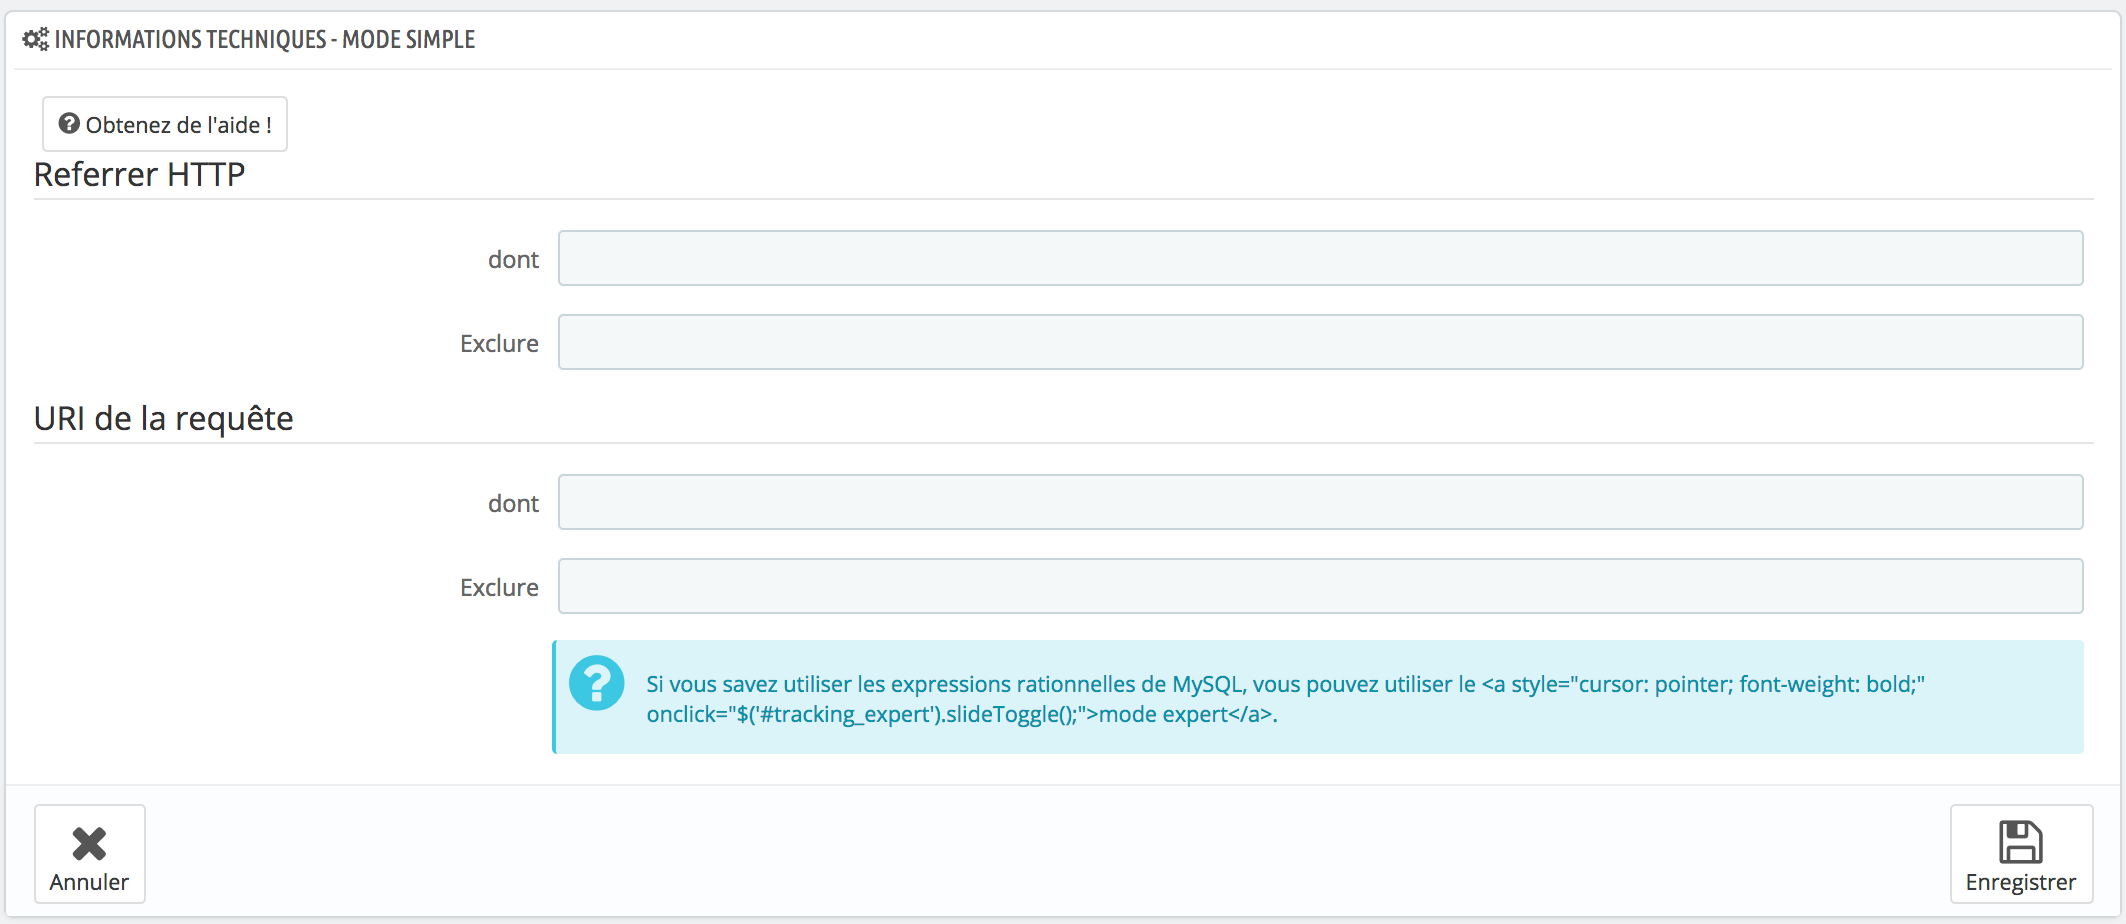 INFORMATIONS TECHNIQUES - MODE SIMPLE
Obtenez de l'aide !
Referrer HTTP
dont
Exclure
URI de la requête
dont
Exclure
Si vous savez utiliser les expressions rationnelles de MySQL, vous pouvez utiliser le <a style="cursor: pointer; font-weight: bold;"
onclick="$('#tracking_expert').slideToggle();">mode expert</a>.
Annuler
Enregistrer